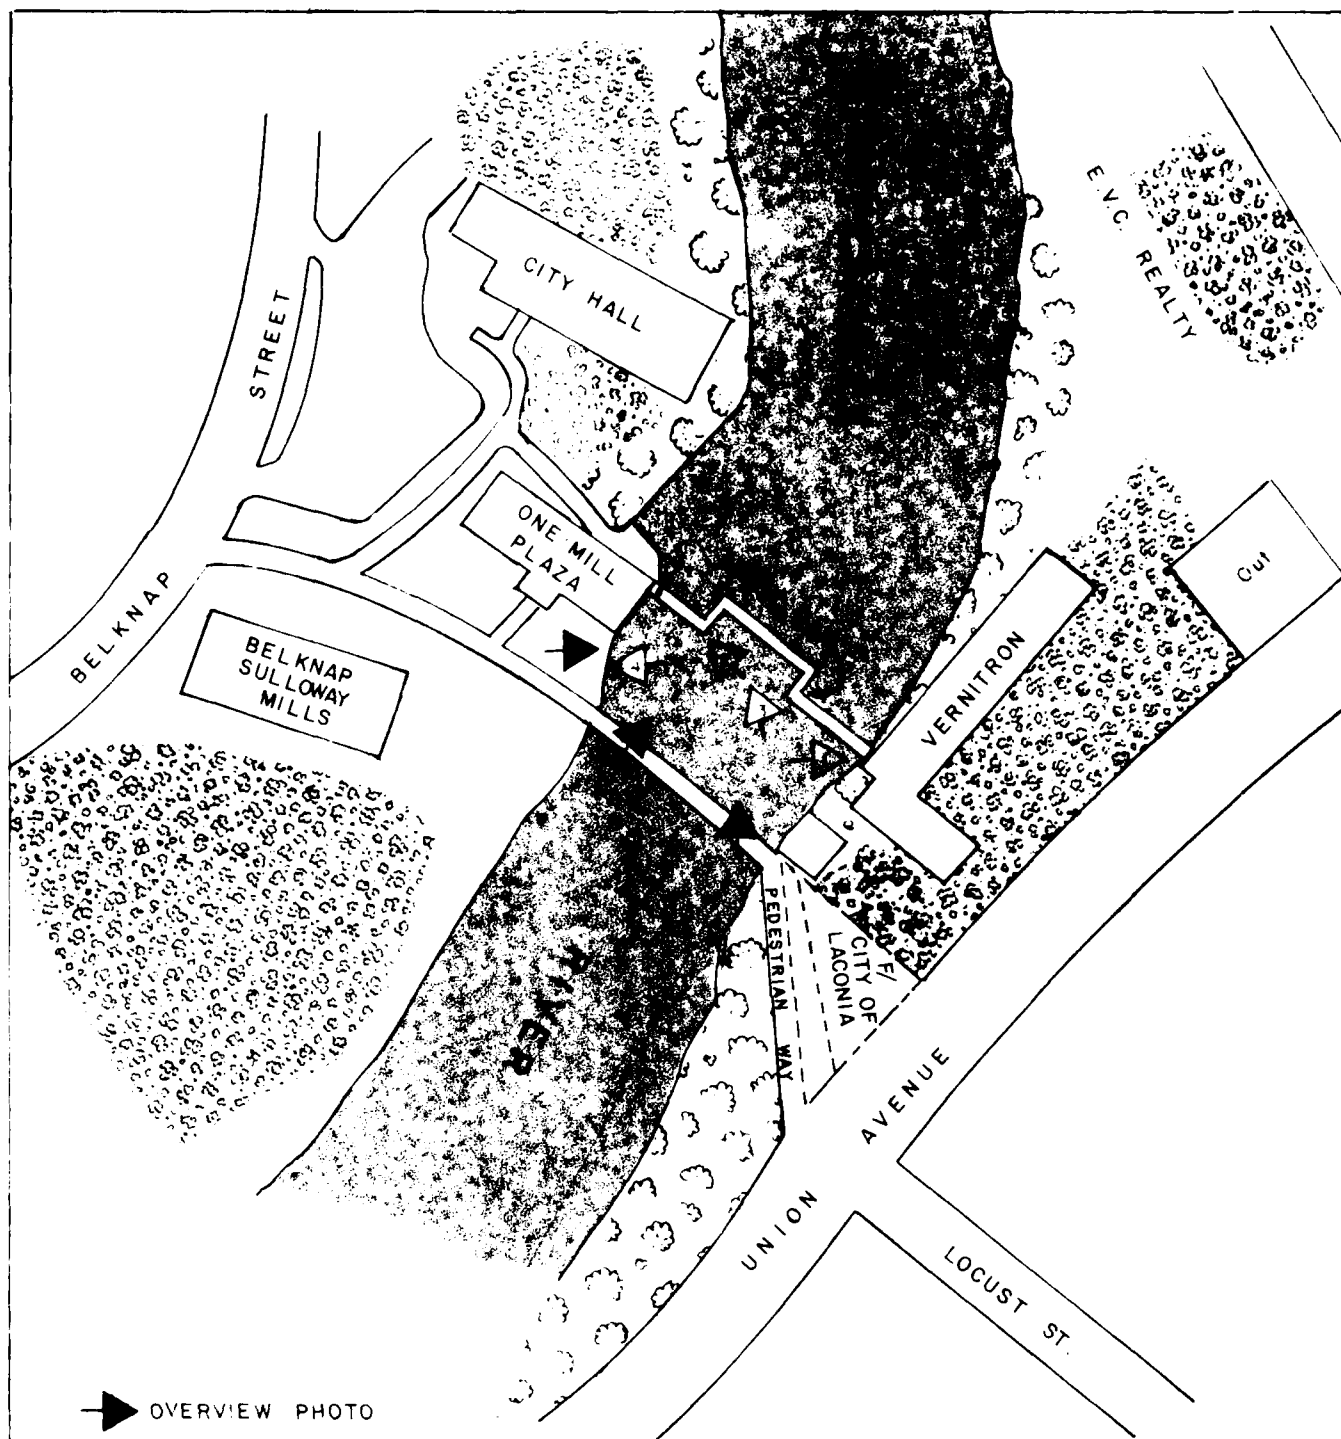 E.V.C. REALTY
CITY HALL
STREET
ONE MILL
PLAZA
BELKNAP
BELKNAP
SULLOWAY
MILLS
VERNITRON
RIVER
PEDESTRIAN WAY
F/
CITY OF
LACONIA
UNION AVENUE
LOCUST ST.
OVERVIEW PHOTO